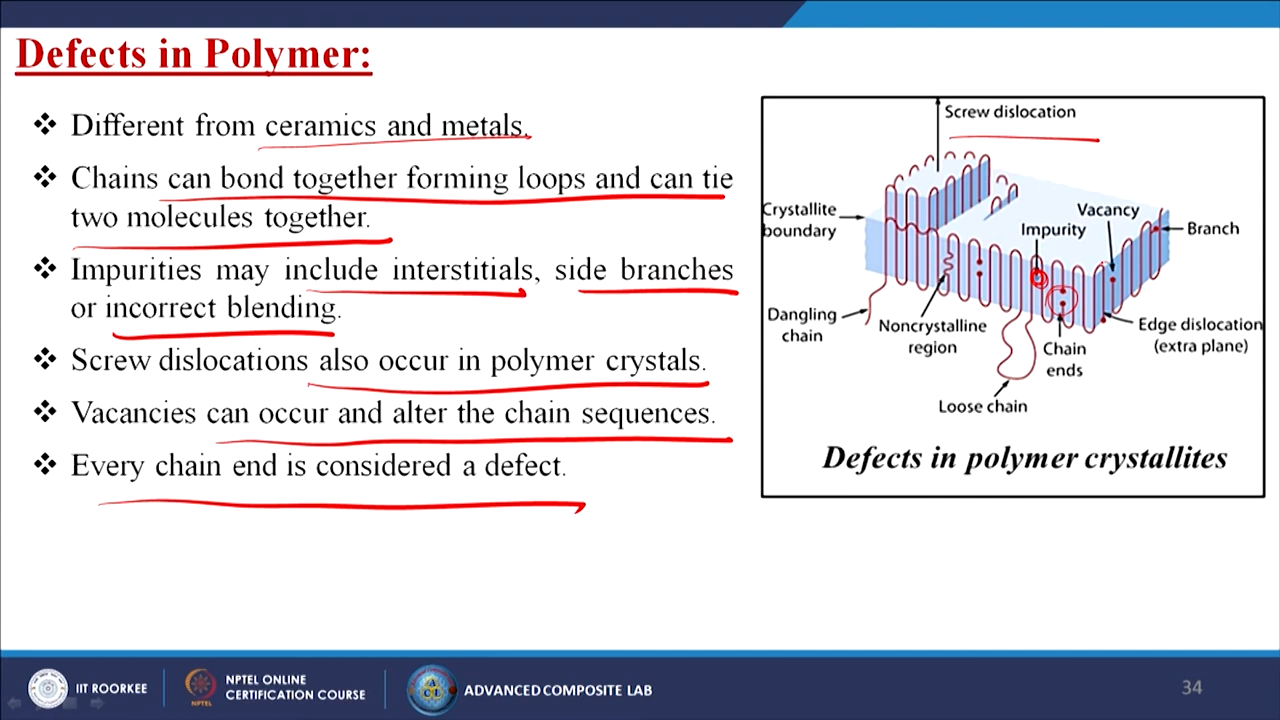 Defects in Polymer:
❖ Different from ceramics and metals.
❖ Chains can bond together forming loops and can tie
two molecules together.
❖ Impurities may include interstitials, side branches
or incorrect blending.
❖ Screw dislocations also occur in polymer crystals.
❖ Vacancies can occur and alter the chain sequences.
❖ Every chain end is considered a defect.
Screw dislocation
Crystallite
boundary
Vacancy
Impurity
Branch
Dangling
chain
Noncrystalline
region
Chain
ends
Edge dislocation
(extra plane)
Loose chain
Defects in polymer crystallites
IIT ROORKEE
NPTEL
NPTEL ONLINE
CERTIFICATION COURSE
ADVANCED COMPOSITE LAB
34